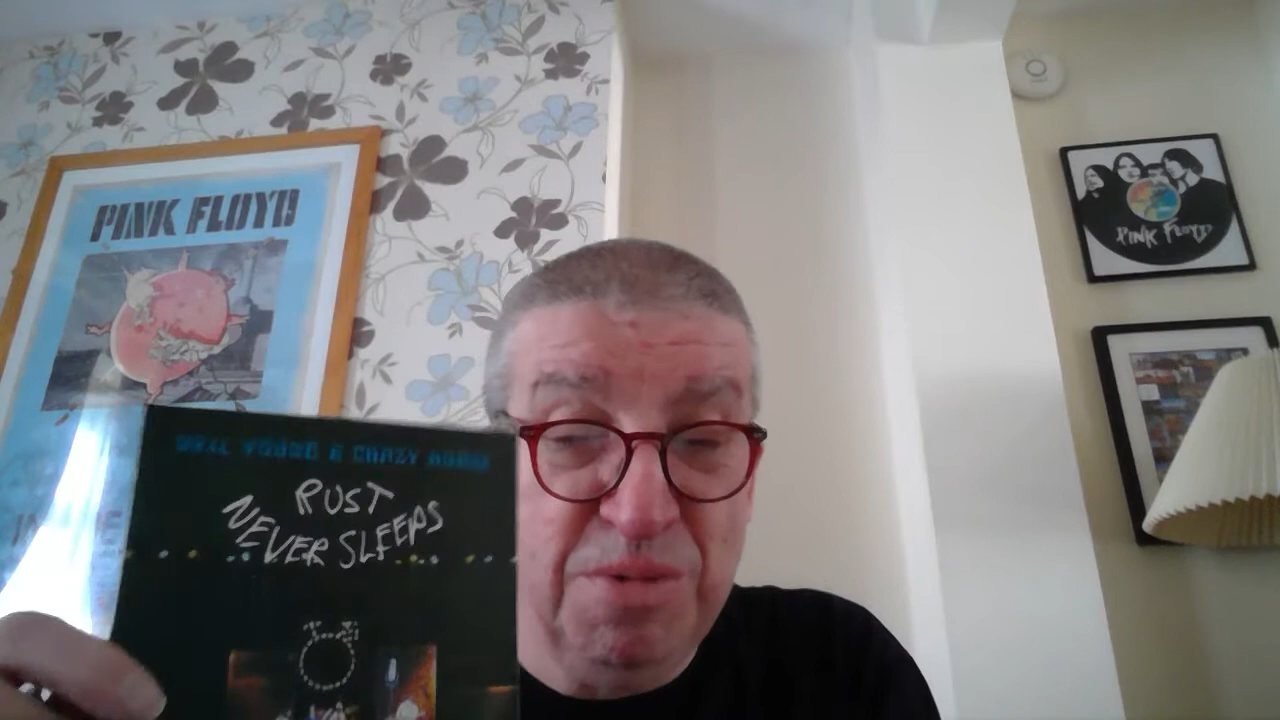 PINK FLOYD
PINK FLOYD
NEIL YOUNG & CRAZY HORSE
RUST
NEVER SLEEPS